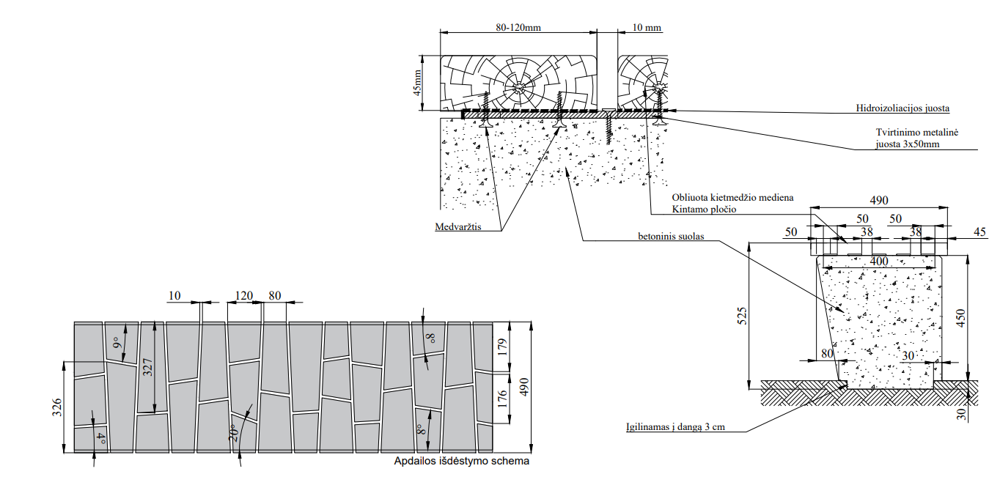 80-120mm
10 mm
45mm
Hidroizoliacijos juosta
Tvirtinimo metalinė
juosta 3x50mm
Obliuota kietmedžio mediena
Kintamo pločio
Medvaržtis
betoninis suolas
490
50
50
50
38
38
45
400
525
450
80
30
30
Įgilinamas į dangą 3 cm
10
120
80
9°
327
8°
179
326
176
490
4°
20°
8°
Apdailos išdėstymo schema